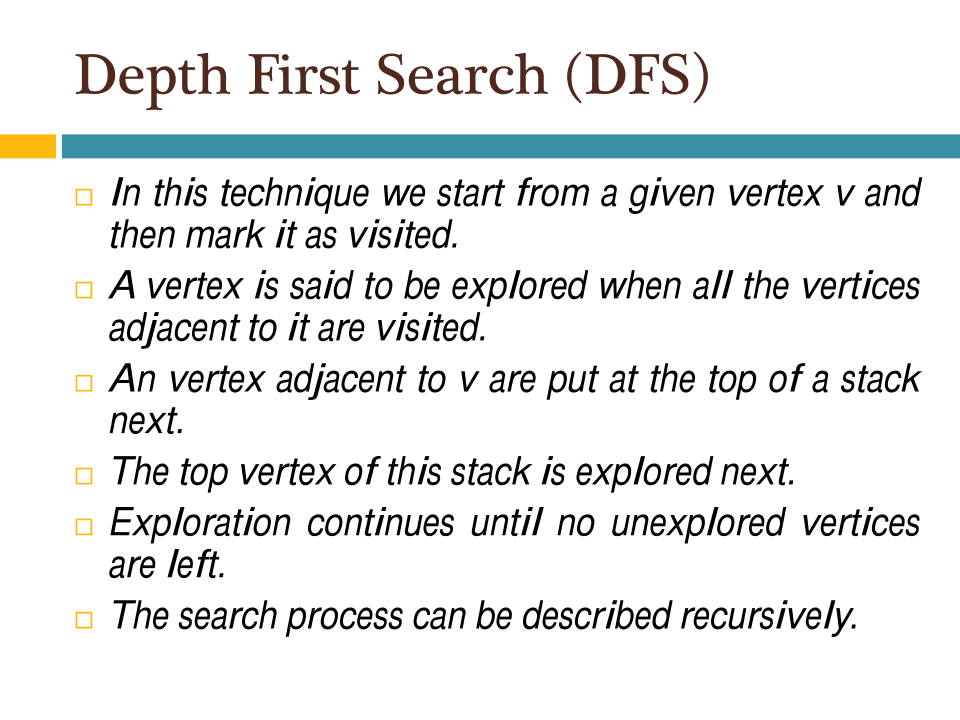 Depth First Search (DFS)
In this technique we start from a given vertex v and
then mark it as visited.
A vertex is said to be explored when all the vertices
adjacent to it are visited.
An vertex adjacent to v are put at the top of a stack
next.
The top vertex of this stack is explored next.
Exploration continues until no unexplored vertices
are left.
The search process can be described recursively.